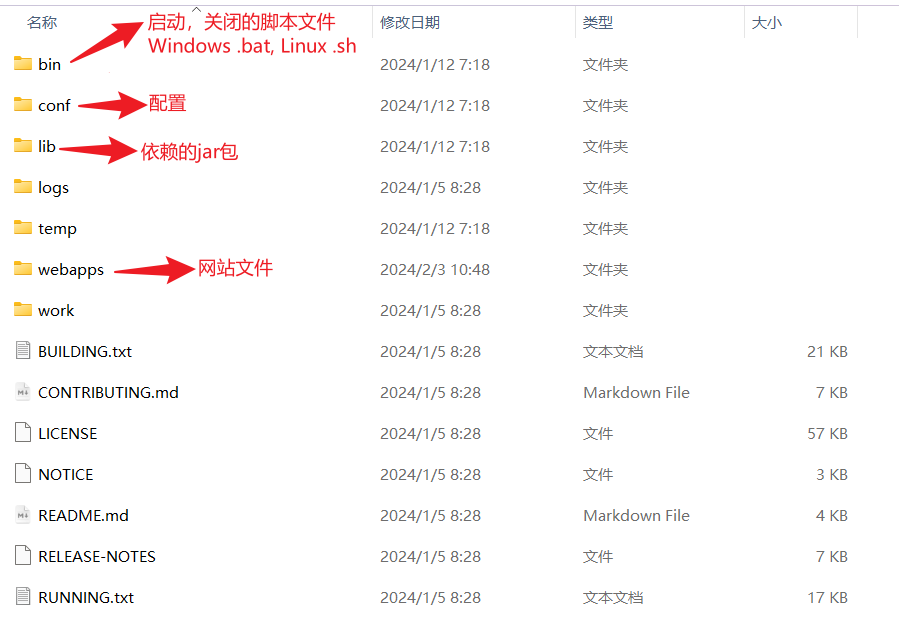 名称 修改日期 类型 大小
启动，关闭的脚本文件
Windows .bat, Linux .sh
bin 2024/1/12 7:18 文件夹
conf 配置 2024/1/12 7:18 文件夹
lib 依赖的jar包 2024/1/12 7:18 文件夹
logs 2024/1/5 8:28 文件夹
temp 2024/1/12 7:18 文件夹
webapps 网站文件 2024/2/3 10:48 文件夹
work 2024/1/5 8:28 文件夹
BUILDING.txt 2024/1/5 8:28 文本文档 21 KB
CONTRIBUTING.md 2024/1/5 8:28 Markdown File 7 KB
LICENSE 2024/1/5 8:28 文件 57 KB
NOTICE 2024/1/5 8:28 文件 3 KB
README.md 2024/1/5 8:28 Markdown File 4 KB
RELEASE-NOTES 2024/1/5 8:28 文件 7 KB
RUNNING.txt 2024/1/5 8:28 文本文档 17 KB